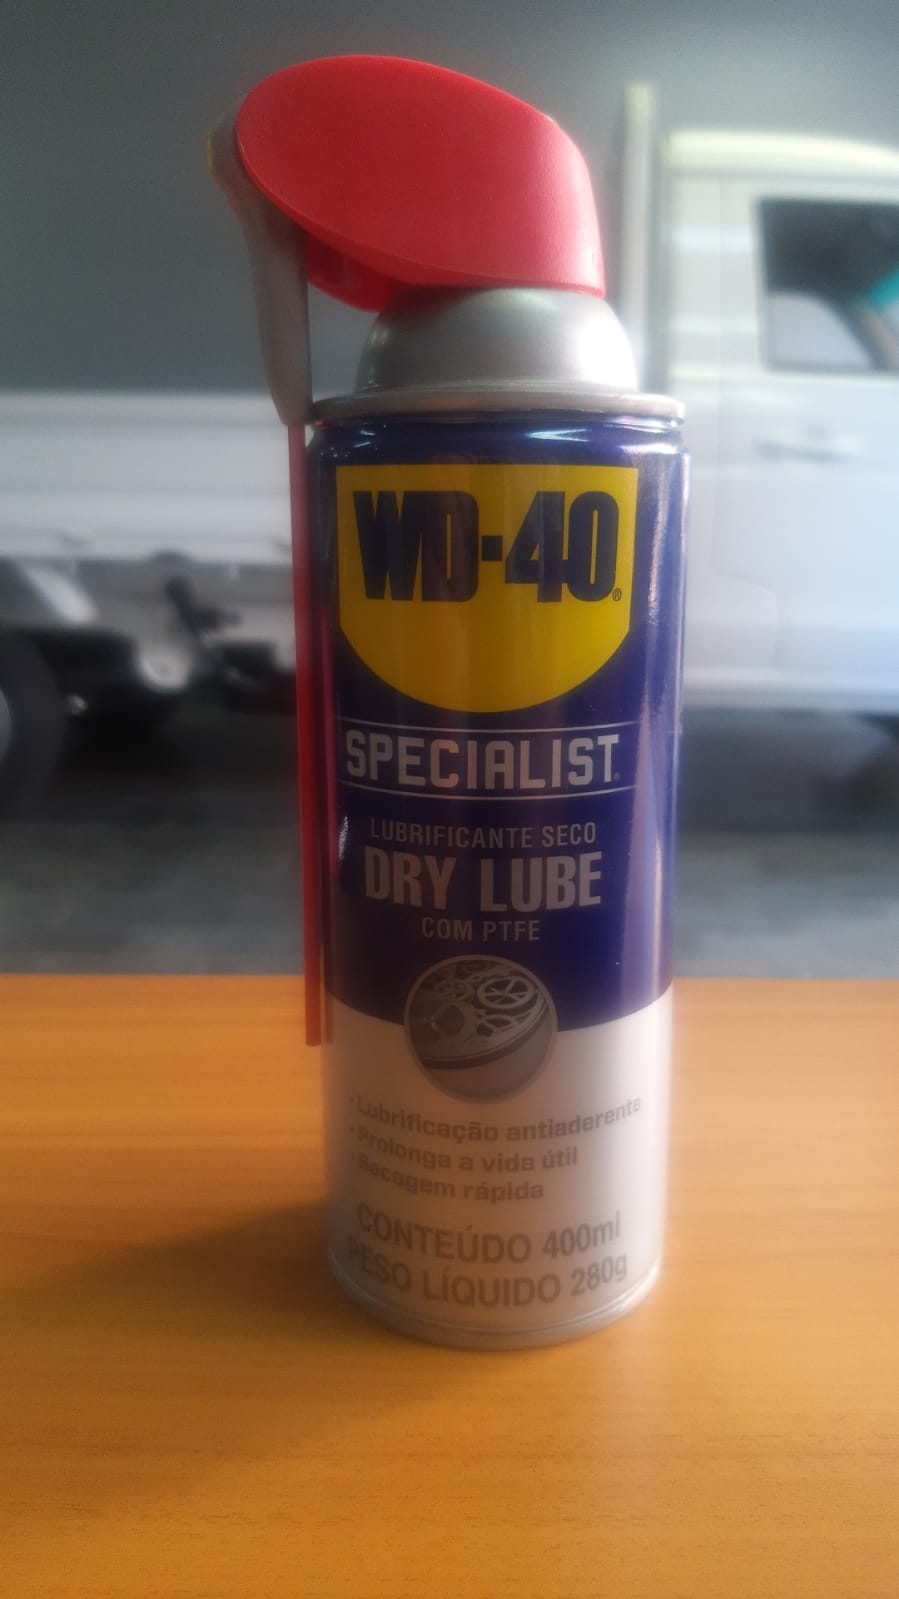 WD-40®
SPECIALIST®
LUBRIFICANTE SECO
DRY LUBE
COM PTFE
• Lubrificação antiaderente
• Prolonga a vida útil
• Secagem rápida
CONTEÚDO 400ml
PESO LÍQUIDO 280g